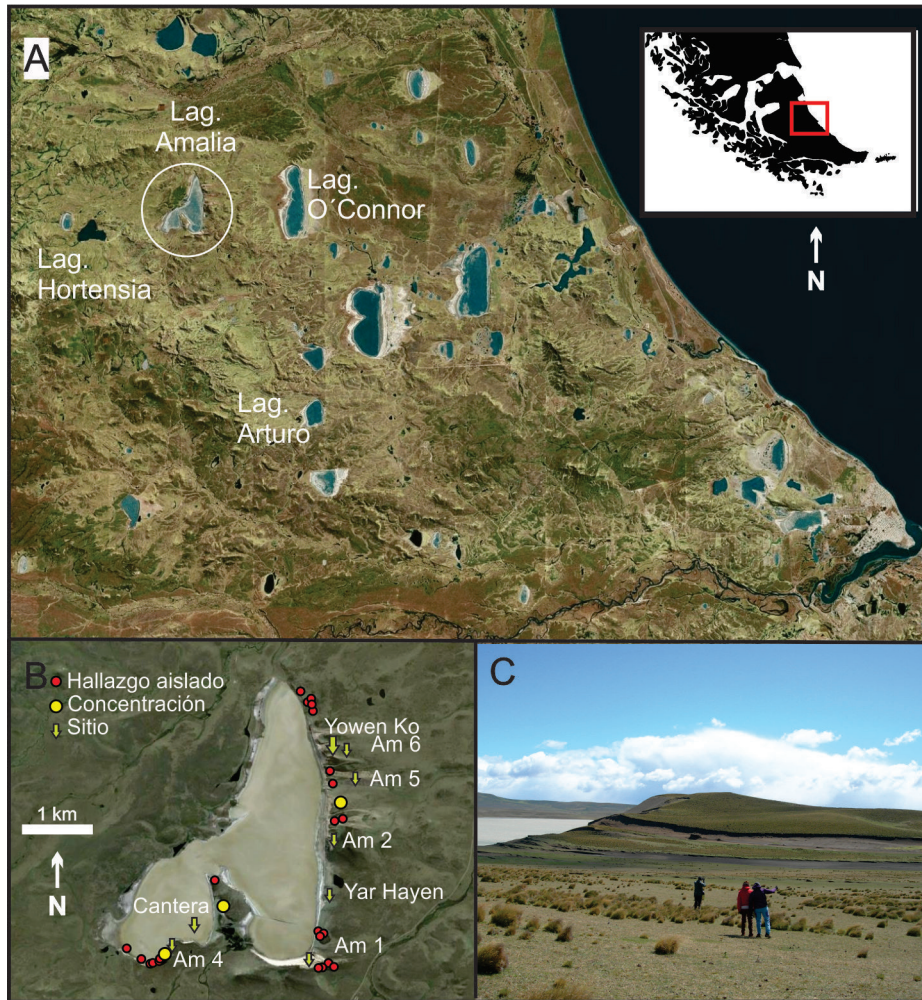 A
Lag.
Amalia
Lag.
O´Connor
Lag.
Hortensia
Lag.
Arturo
N
B
Hallazgo aislado
Concentración
Sitio
1 km
N
Yowen Ko
Am 6
Am 5
Am 2
Yar Hayen
Cantera
Am 4
Am 1
C